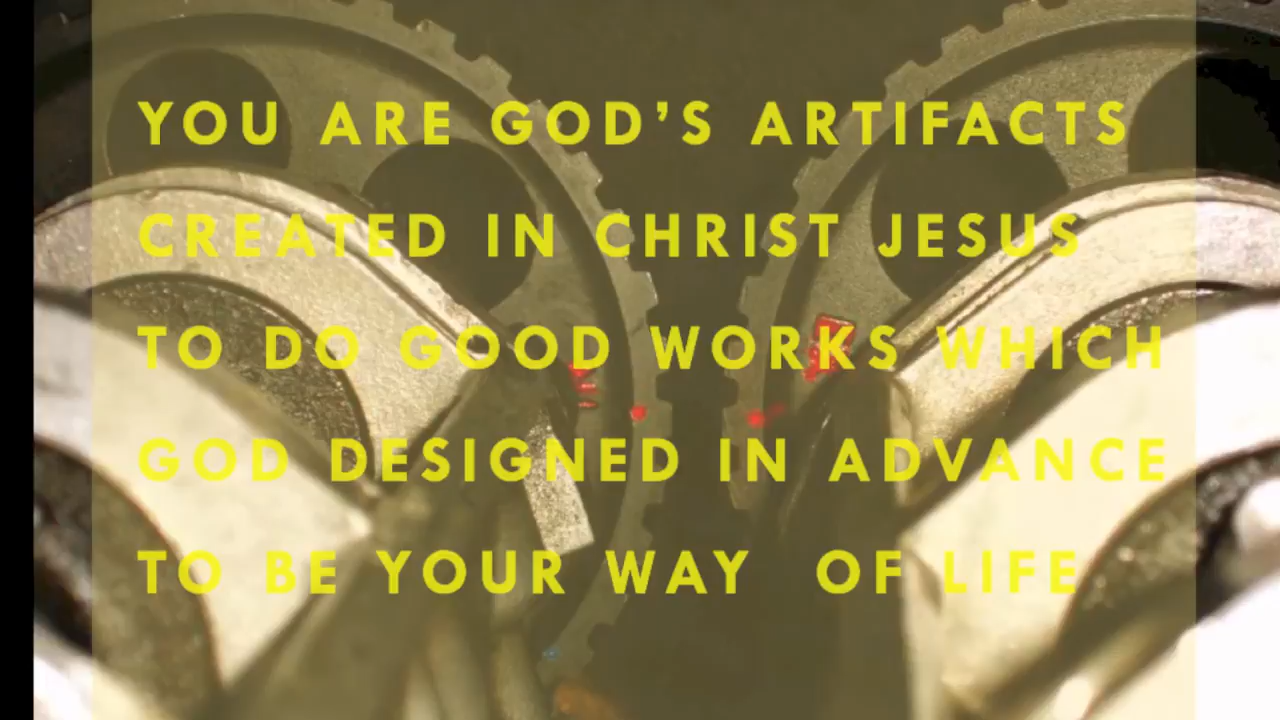 YOU ARE GOD’S ARTIFACTS
CREATED IN CHRIST JESUS
TO DO GOOD WORKS WHICH
GOD DESIGNED IN ADVANCE
TO BE YOUR WAY OF LIFE